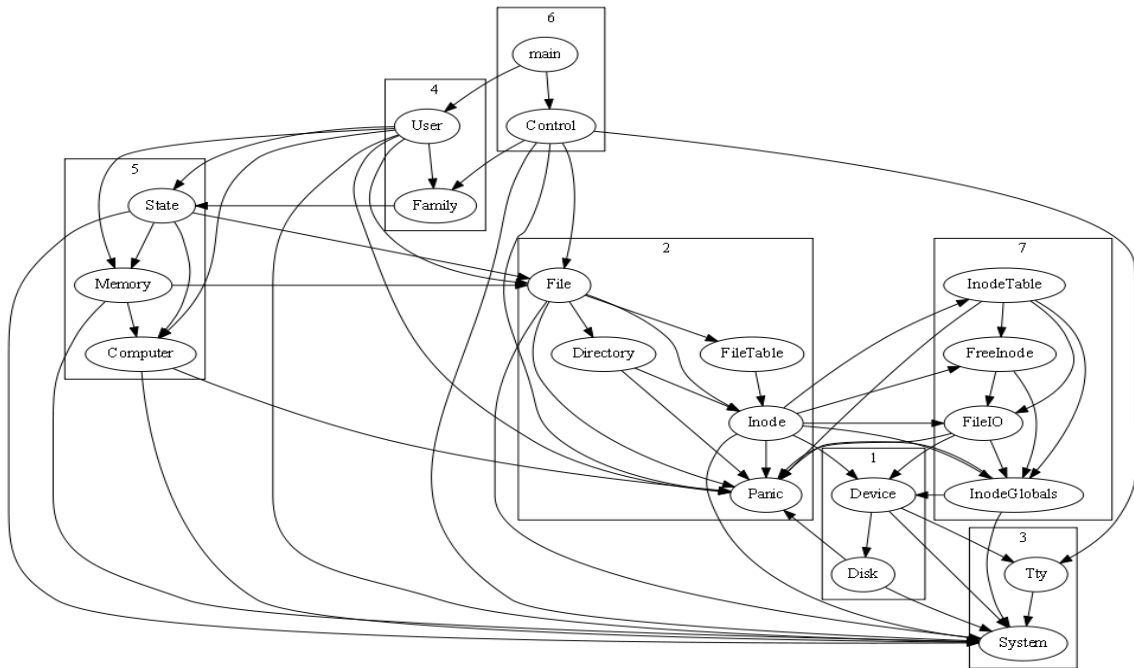 6
main
4
User
Control
5
State
Family
2
7
Memory
File
InodeTable
Computer
Directory
FileTable
FreeInode
Inode
FileIO
1
Panic
Device
InodeGlobals
3
Disk
Tty
System